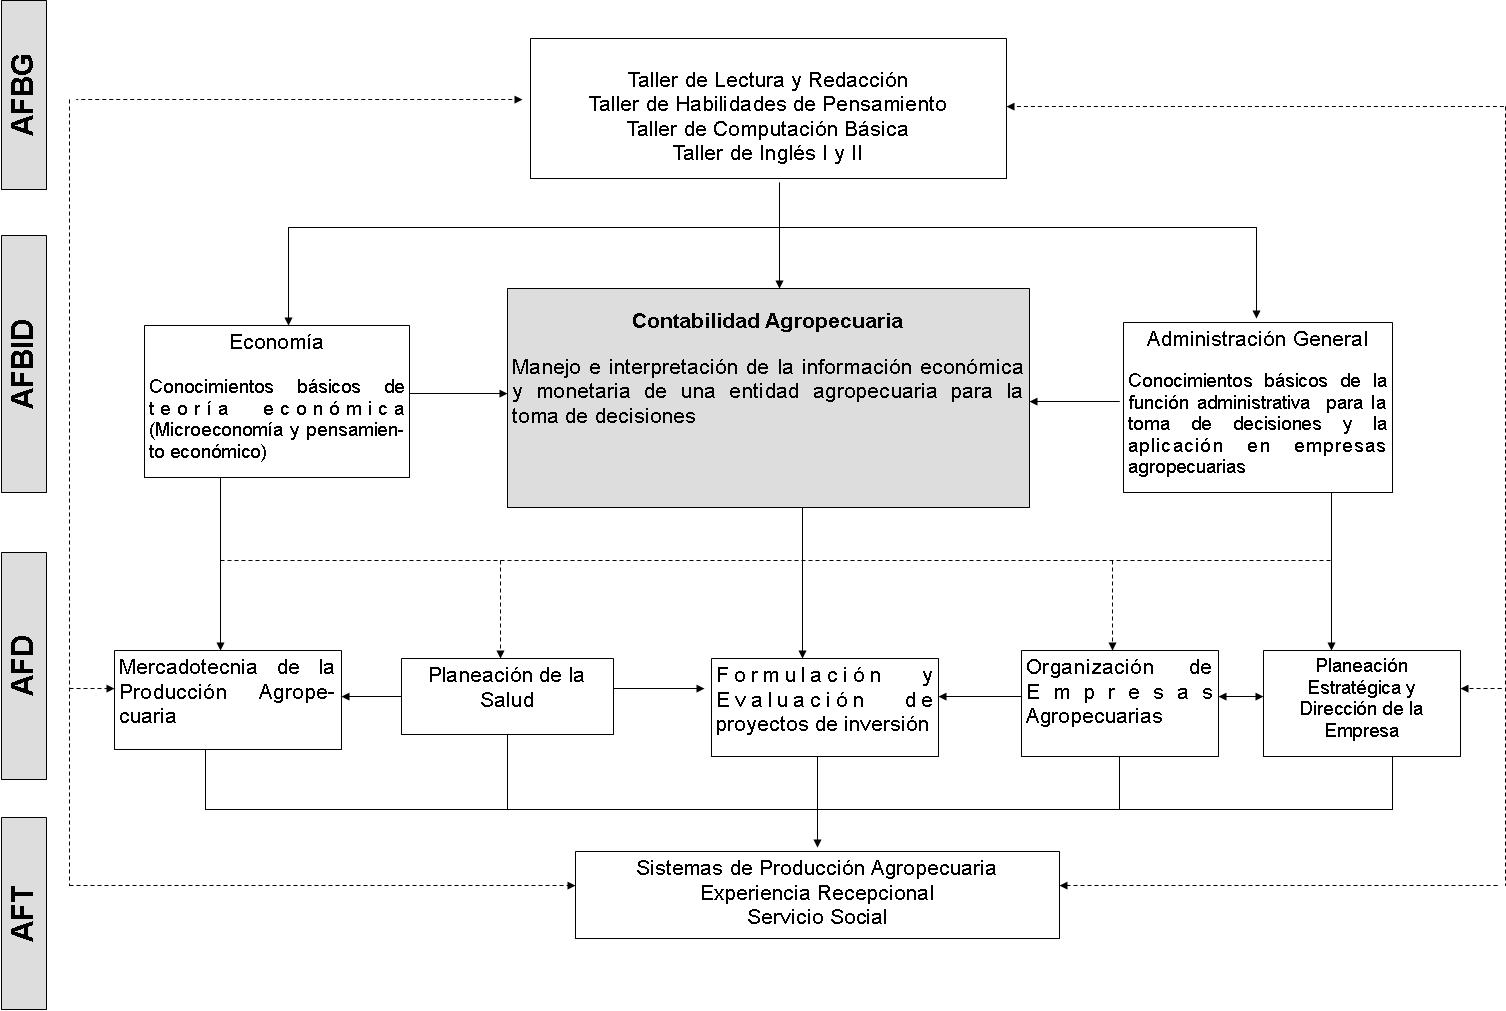 AFBG
Taller de Lectura y Redacción
Taller de Habilidades de Pensamiento
Taller de Computación Básica
Taller de Inglés I y II
AFBID
Economía
Conocimientos básicos de
teoría económica
(Microeconomía y pensamien-
to económico)
Contabilidad Agropecuaria
Manejo e interpretación de la información económica
y monetaria de una entidad agropecuaria para la
toma de decisiones
Administración General
Conocimientos básicos de la
función administrativa para la
toma de decisiones y la
aplicación en empresas
agropecuarias
AFD
Mercadotecnia de la
Producción Agrope-
cuaria
Planeación de la
Salud
Formulación y
Evaluación de
proyectos de inversión
Organización de
Empresas
Agropecuarias
Planeación
Estratégica y
Dirección de la
Empresa
AFT
Sistemas de Producción Agropecuaria
Experiencia Recepcional
Servicio Social